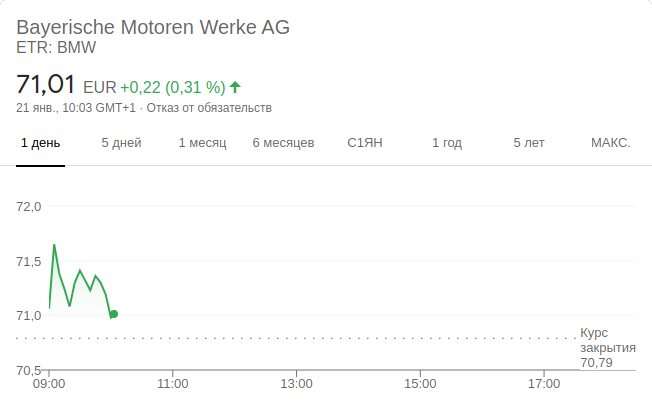 Bayerische Motoren Werke AG
ETR: BMW
71,01 EUR +0,22 (0,31 %)
21 янв., 10:03 GMT+1 · Отказ от обязательств
1 день 5 дней 1 месяц 6 месяцев С1ЯН 1 год 5 лет МАКС.
72,0
71,5
71,0
Курс
закрытия
70,79
70,5
09:00 11:00 13:00 15:00 17:00